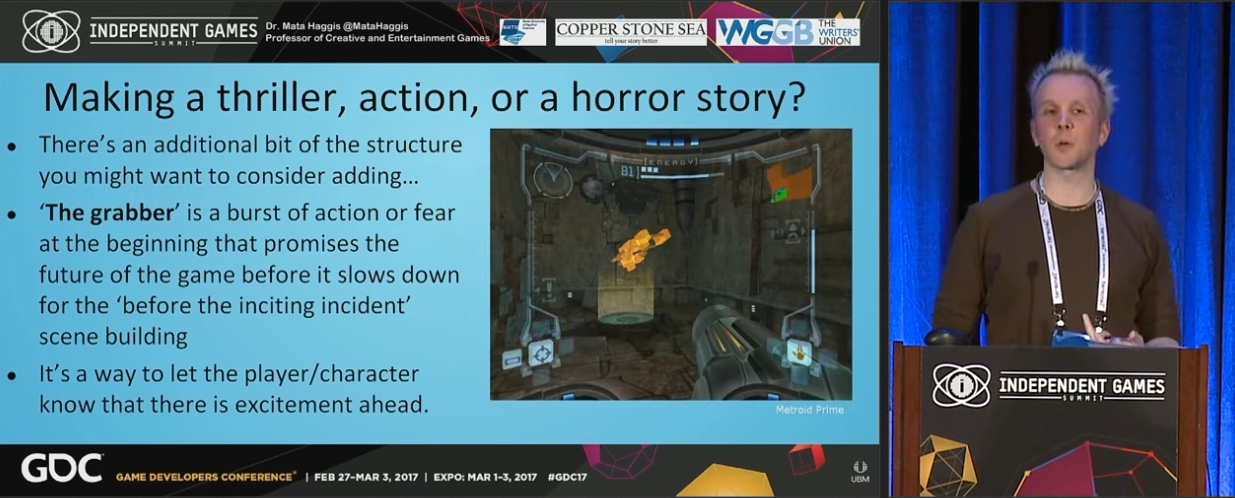 INDEPENDENT GAMES
SUMMIT
Dr. Mata Haggis @MataHaggis
Professor of Creative and Entertainment Games
COPPER STONE SEA
tell your story better
WGGB
THE
WRITERS'
UNION
Making a thriller, action, or a horror story?
• There's an additional bit of the structure
you might want to consider adding...
• 'The grabber' is a burst of action or fear
at the beginning that promises the
future of the game before it slows down
for the 'before the inciting incident'
scene building
• It's a way to let the player/character
know that there is excitement ahead.
[ENERGY]
81
Metroid Prime
GDC
GAME DEVELOPERS CONFERENCE® | FEB 27-MAR 3, 2017 | EXPO: MAR 1-3, 2017 #GDC17
UBM
GDC
INDEPENDENT GAMES
SUMMIT